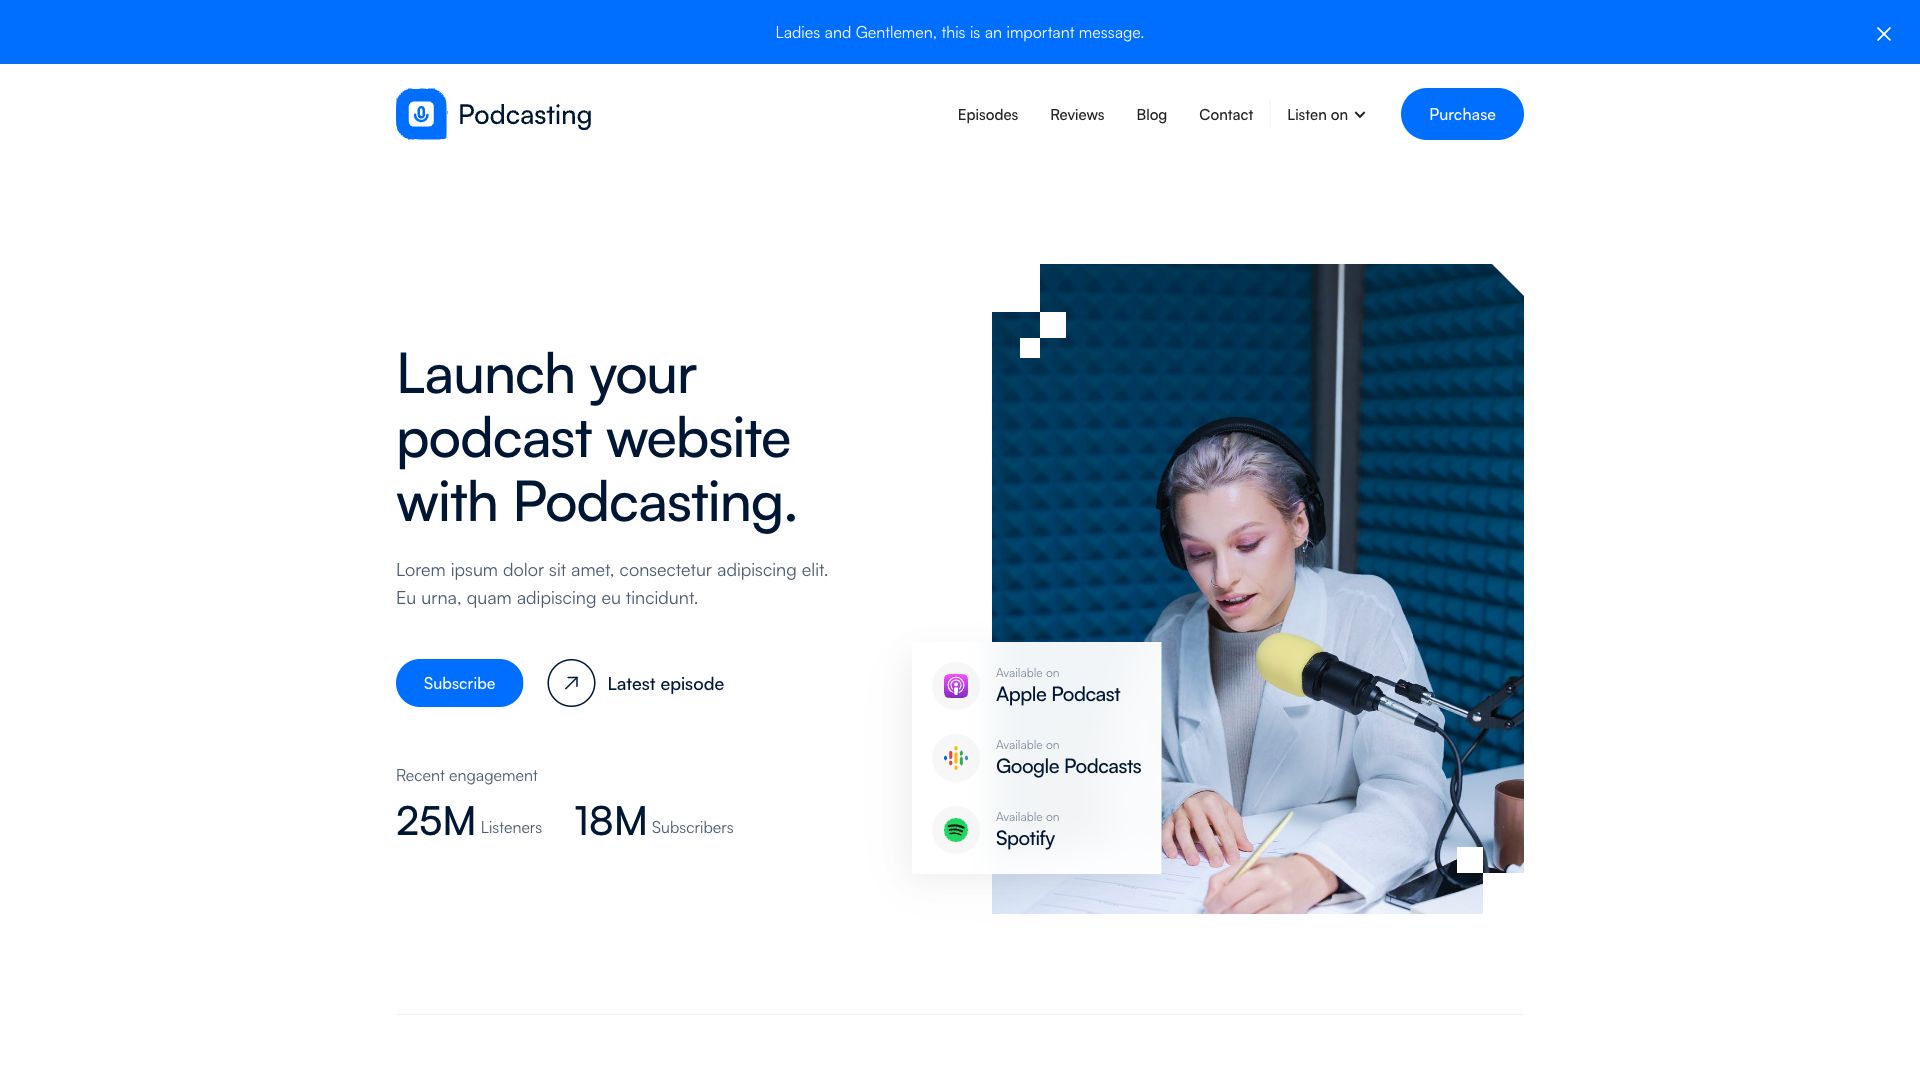 Ladies and Gentlemen, this is an important message.
Podcasting
Episodes
Reviews
Blog
Contact
Listen on
Purchase
Launch your
podcast website
with Podcasting.
Lorem ipsum dolor sit amet, consectetur adipiscing elit.
Eu urna, quam adipiscing eu tincidunt.
Subscribe
Latest episode
Recent engagement
25M Listeners
18M Subscribers
Available on
Apple Podcast
Available on
Google Podcasts
Available on
Spotify